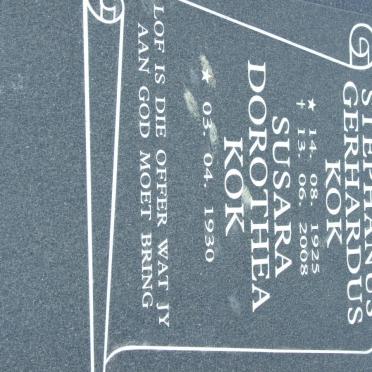 STEPHANUS
GERHARDUS
KOK
★ 14. 08. 1925
† 13. 06. 2008
SUSARA
DOROTHEA
KOK
★ 03. 04. 1930
LOF IS DIE OFFER WAT JY
AAN GOD MOET BRING